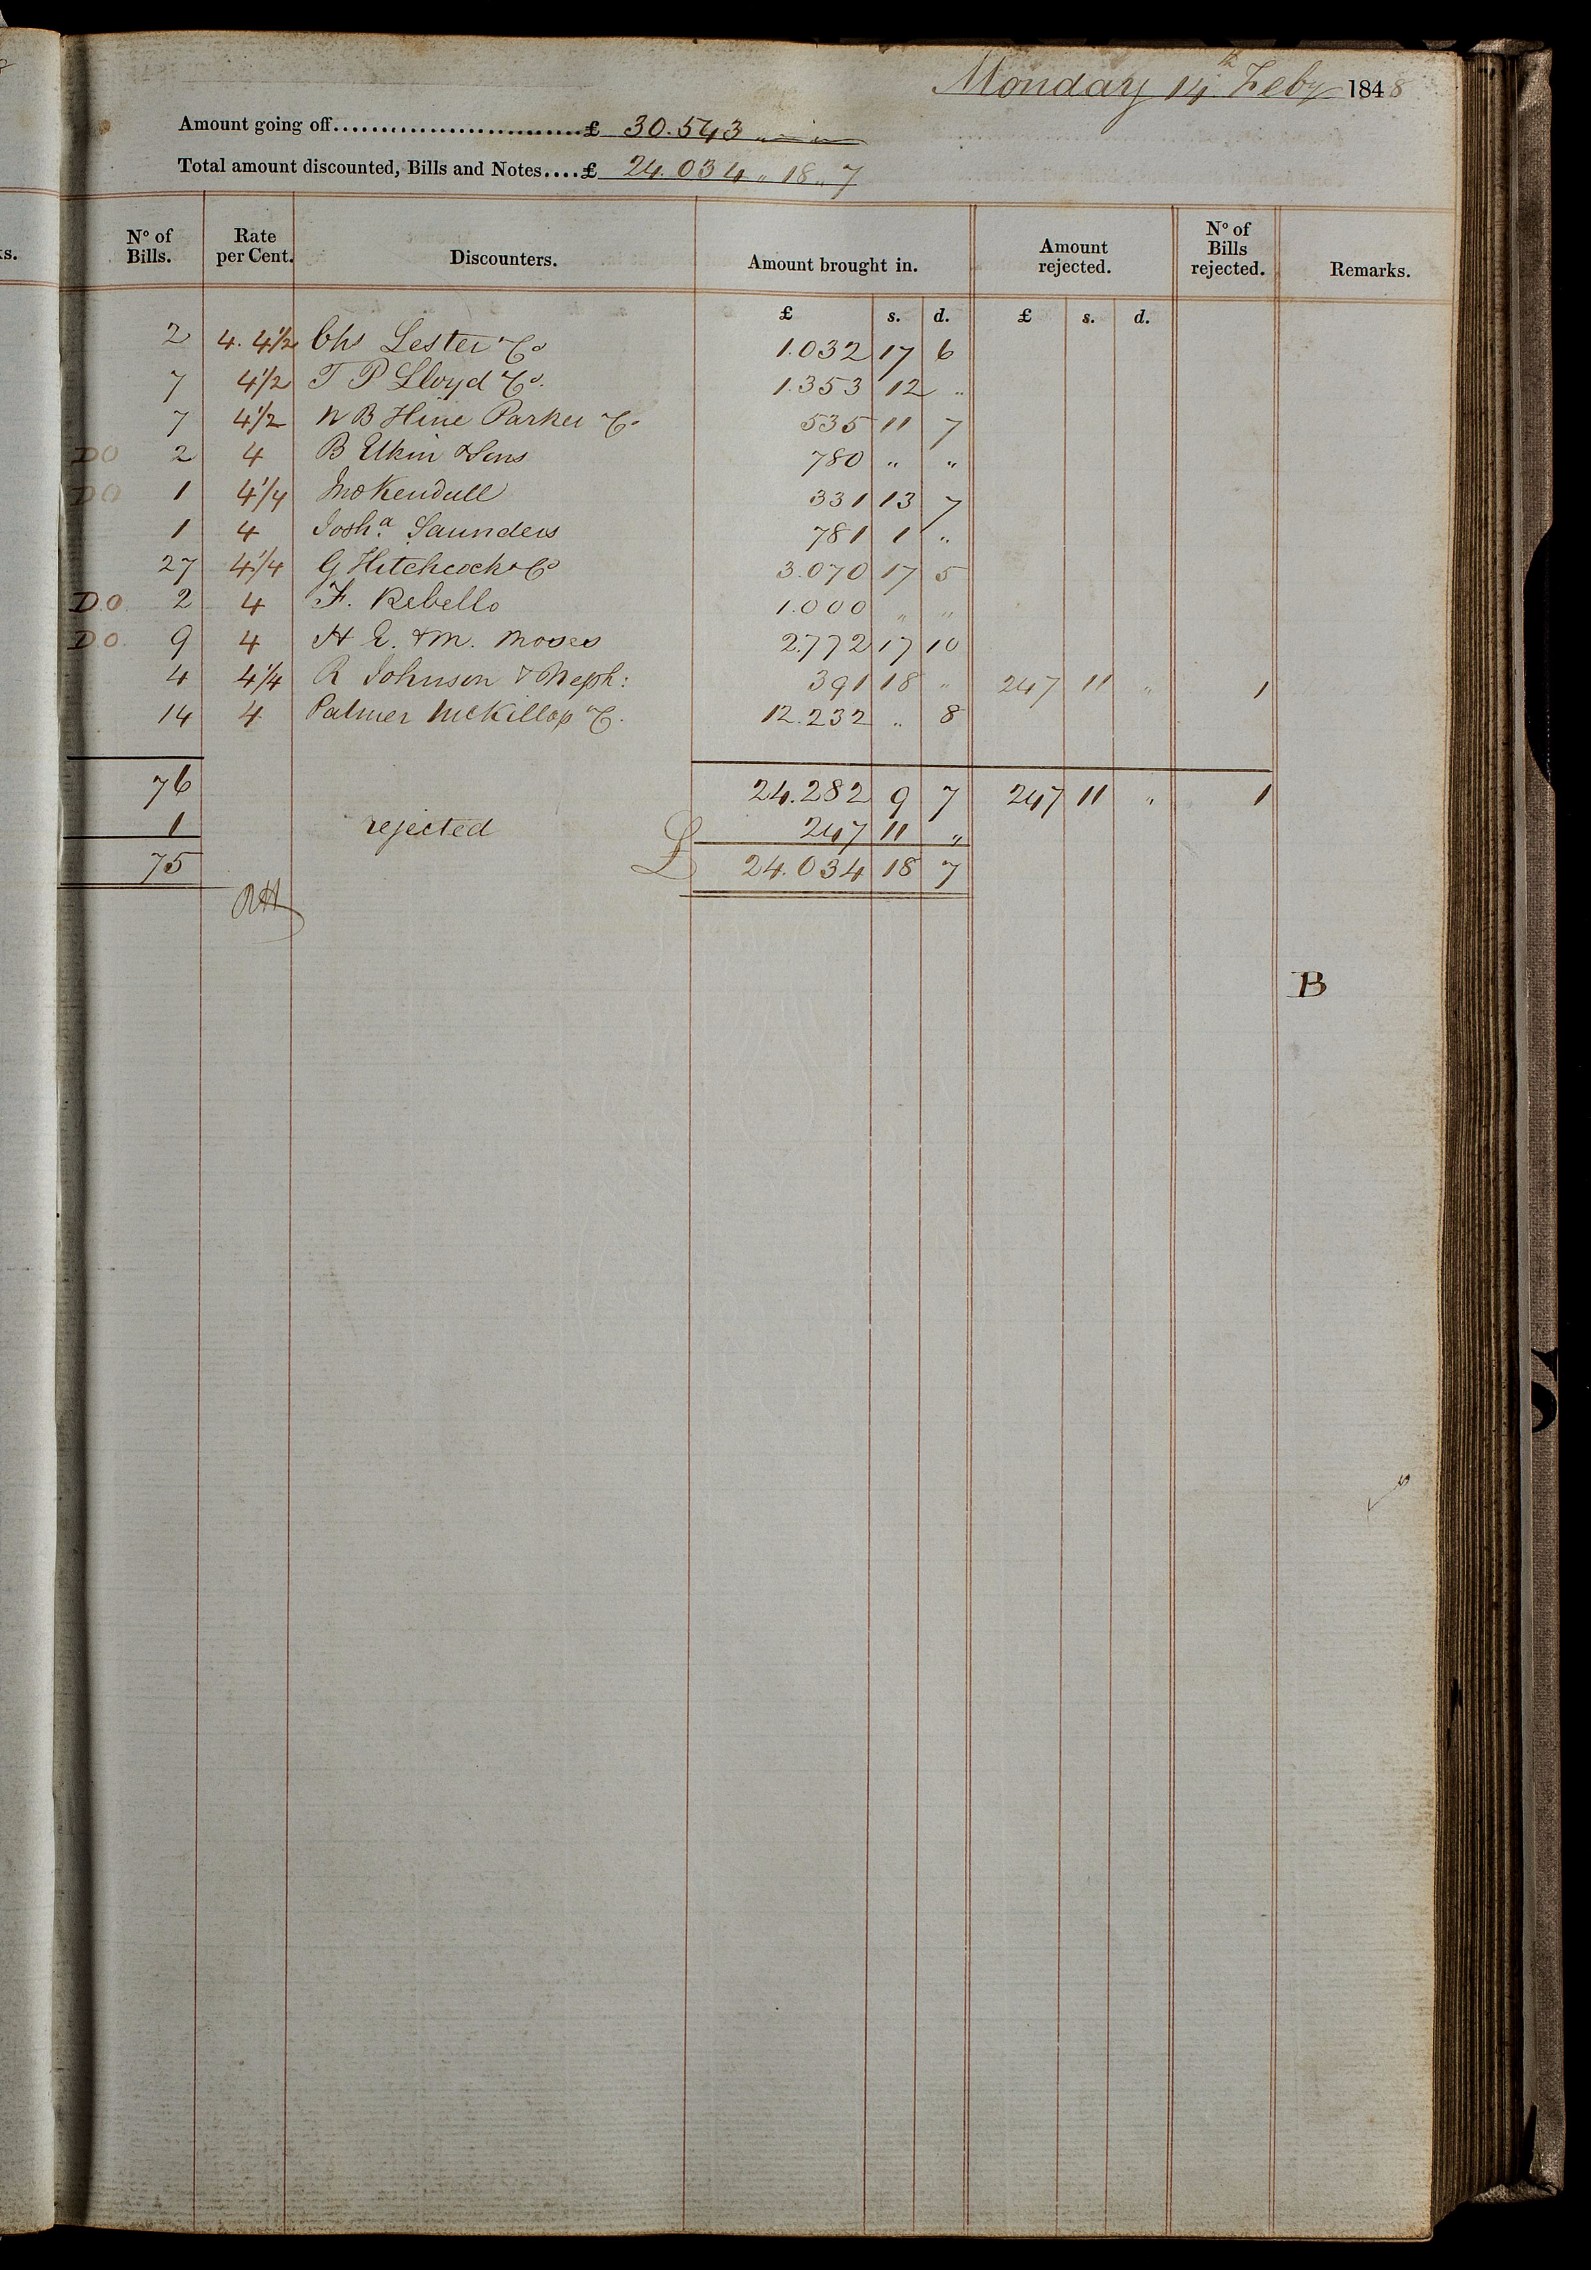 Monday 14th Feby 1848
Amount going off.......................... £ 30.543 „ — „ —
Total amount discounted, Bills and Notes.... £ 24.034 „ 18 „ 7
ks. No of Bills. Rate per Cent. Discounters. Amount brought in. Amount rejected. No of Bills rejected. Remarks.
£ s. d. £ s. d.
2 4. 4½ Chs Lester & Co 1.032 17 6
7 4½ T P Lloyd & Co. 1.353 12 „
7 4½ W B Hine Parker & Co 535 11 7
DO 2 4 B Elkin & Sons 780 „ „
DO 1 4¼ Jno Kendall 331 13 7
1 4 Josha Saunders 781 1 „
27 4¼ G Hitchcock & Co 3.070 17 5
D.O. 2 4 F. Rebello 1.000 „ „
DO. 9 4 H E. & M. Moses 2.772 17 10
4 4¼ R Johnson & Neph: 391 18 „ 247 11 „ 1
14 4 Palmer McKillop & Co. 12.232 „ 8
76 24.282 9 7 247 11 „ 1
1 rejected 247 11 „
75 £ 24.034 18 7
RH
B